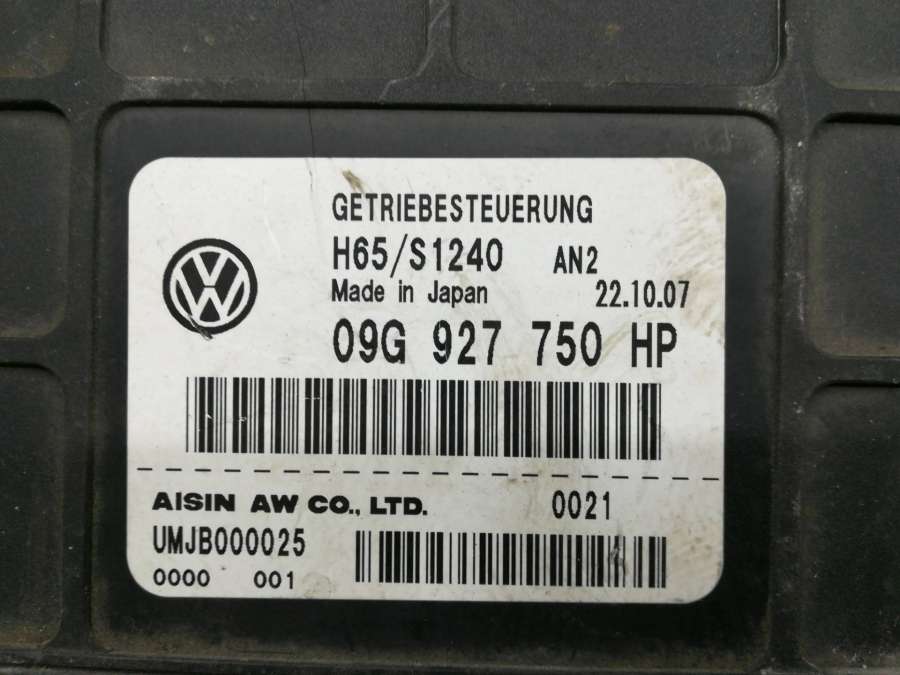 GETRIEBESTEUERUNG
H65/S1240 AN2
Made in Japan 22.10.07
09G 927 750 HP
AISIN AW CO., LTD. 0021
UMJB000025
0000 001